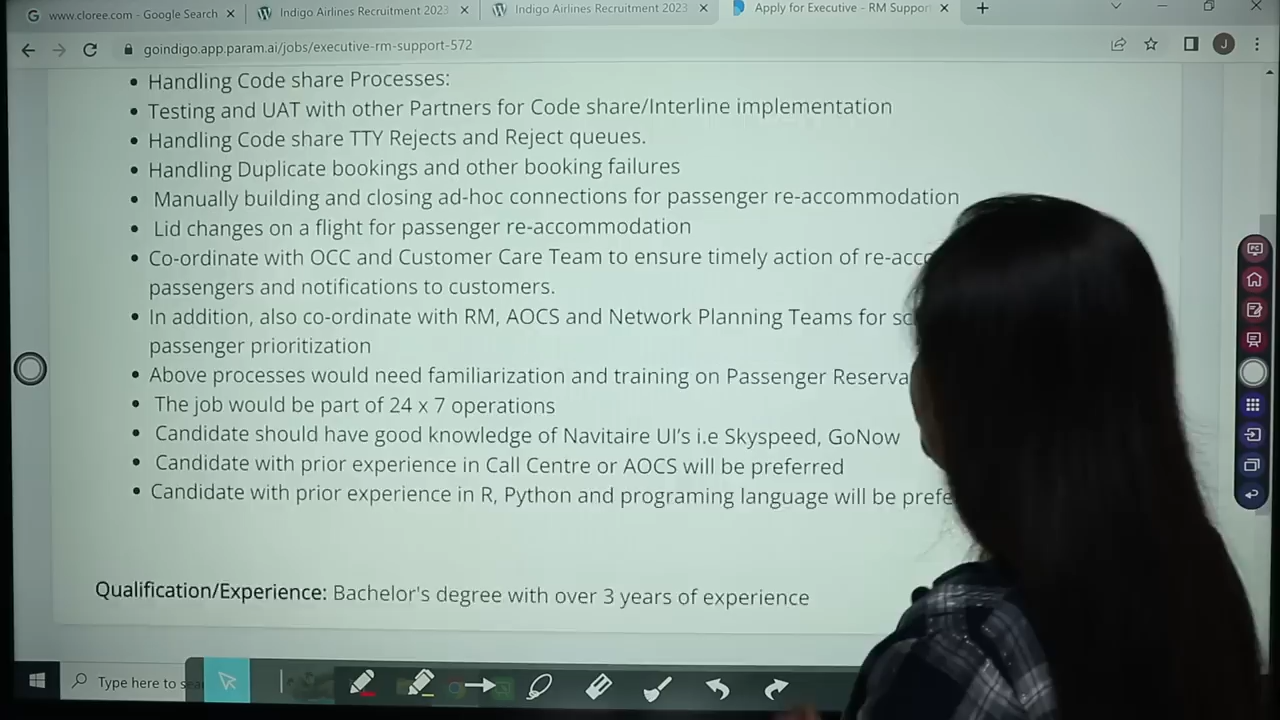 www.cloree.com - Google Search
Indigo Airlines Recruitment 2023
Indigo Airlines Recruitment 2023
Apply for Executive - RM Suppor
goindigo.app.param.ai/jobs/executive-rm-support-572
J
Handling Code share Processes:
Testing and UAT with other Partners for Code share/Interline implementation
Handling Code share TTY Rejects and Reject queues.
Handling Duplicate bookings and other booking failures
Manually building and closing ad-hoc connections for passenger re-accommodation
Lid changes on a flight for passenger re-accommodation
Co-ordinate with OCC and Customer Care Team to ensure timely action of
passengers and notifications to customers.
In addition, also co-ordinate with RM, AOCS and Network Planning Teams for
passenger prioritization
Above processes would need familiarization and training on Passenger
The job would be part of 24 x 7 operations
Candidate should have good knowledge of Navitaire UI's i.e Skyspeed, GoNow
Candidate with prior experience in Call Centre or AOCS will be preferred
Candidate with prior experience in R, Python and programing language will be
Qualification/Experience: Bachelor's degree with over 3 years of experience
Type here to